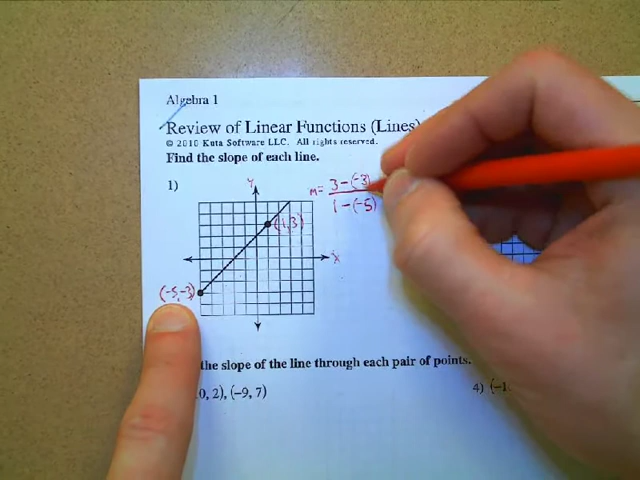 Algebra 1
Review of Linear Functions (Lines)
© 2010 Kuta Software LLC. All rights reserved.
Find the slope of each line.
1)
y
m= 3-(-3)
1-(-5)
(1,3)
x
(-5,-3)
the slope of the line through each pair of points.
0, 2), (−9, 7)
4) (−1